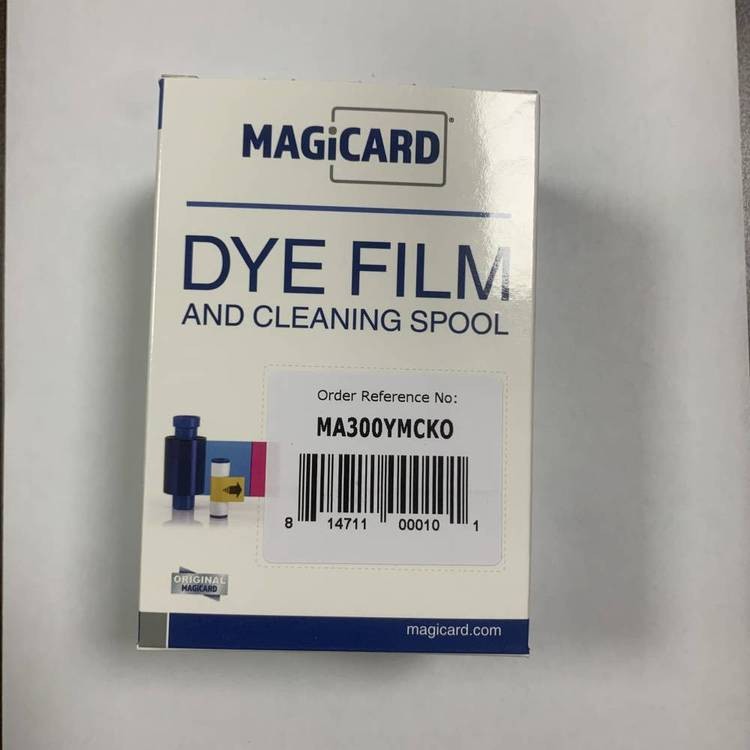 MAGiCARD®
DYE FILM
AND CLEANING SPOOL
Order Reference No:
MA300YMCKO
8 14711 00010 1
ORIGINAL
MAGiCARD
magicard.com